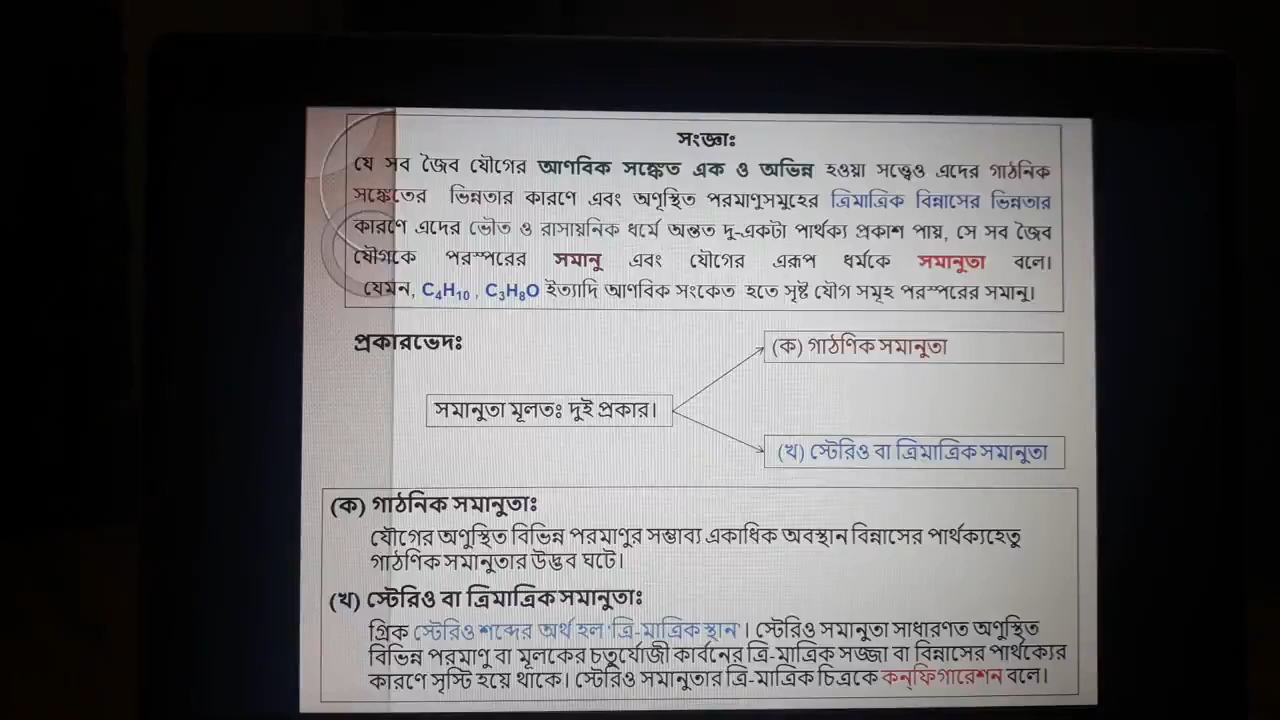 সংজ্ঞাঃ
যে সব জৈব যৌগের আণবিক সঙ্কেত এক ও অভিন্ন হওয়া সত্ত্বেও এদের গাঠনিক
সঙ্কেতের ভিন্নতার কারণে এবং অণুস্থিত পরমাণুসমূহের ত্রিমাত্রিক বিন্নাসের ভিন্নতার
কারণে এদের ভৌত ও রাসায়নিক ধর্মে অন্তত দু-একটা পার্থক্য প্রকাশ পায়, সে সব জৈব
যৌগকে পরস্পরের সমানু এবং যৌগের এরূপ ধর্মকে সমানুতা বলে।
যেমন, C₄H₁₀ , C₃H₈O ইত্যাদি আণবিক সংকেত হতে সৃষ্ট যৌগ সমূহ পরস্পরের সমানু।
প্রকারভেদঃ
(ক) গাঠণিক সমানুতা
সমানুতা মূলতঃ দুই প্রকার।
(খ) স্টেরিও বা ত্রিমাত্রিক সমানুতা
(ক) গাঠনিক সমানুতাঃ
যৌগের অণুস্থিত বিভিন্ন পরমাণুর সম্ভাব্য একাধিক অবস্থান বিন্নাসের পার্থক্যহেতু
গাঠণিক সমানুতার উদ্ভব ঘটে।
(খ) স্টেরিও বা ত্রিমাত্রিক সমানুতাঃ
গ্রিক স্টেরিও শব্দের অর্থ হল 'ত্রি-মাত্রিক স্থান'। স্টেরিও সমানুতা সাধারণত অণুস্থিত
বিভিন্ন পরমাণু বা মূলকের চতুর্যোজী কার্বনের ত্রি-মাত্রিক সজ্জা বা বিন্নাসের পার্থক্যের
কারণে সৃস্টি হয়ে থাকে। স্টেরিও সমানুতার ত্রি-মাত্রিক চিত্রকে কন্‌ফিগারেশন বলে।